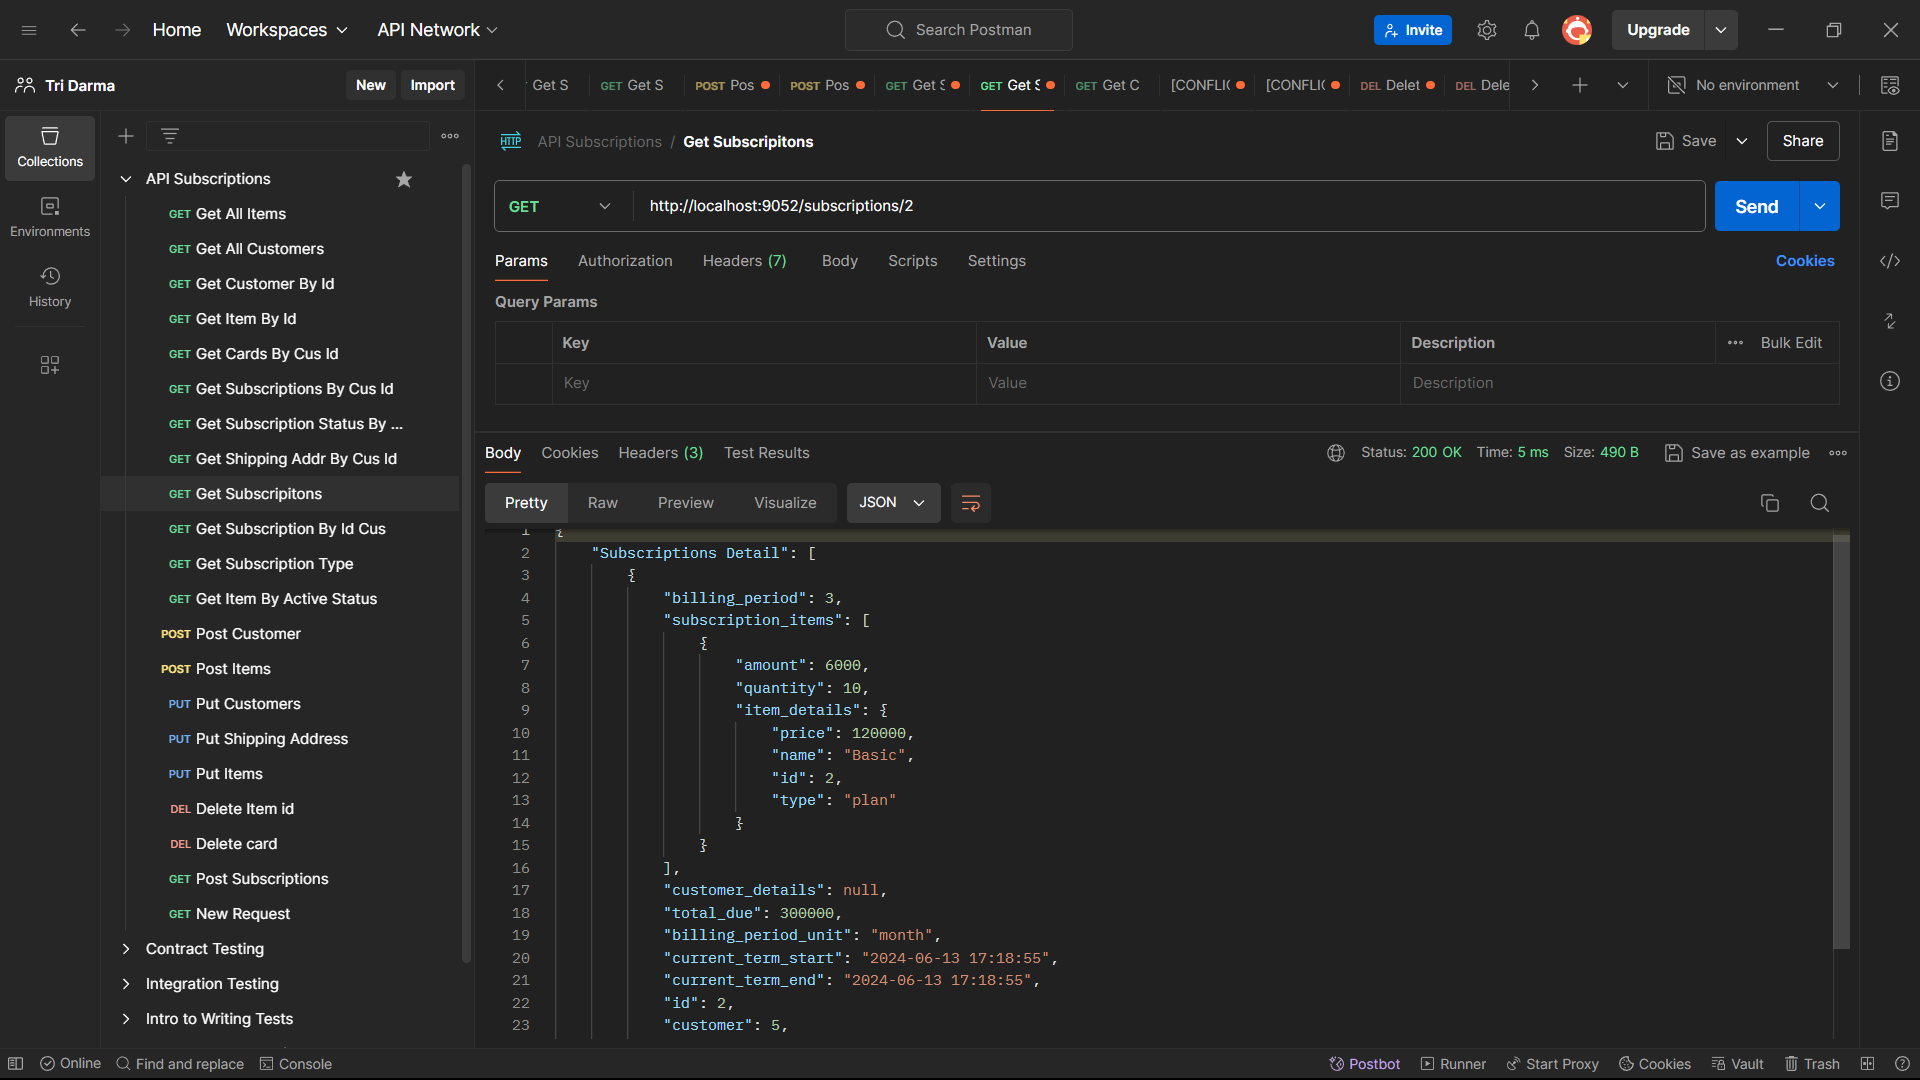 Home Workspaces API Network Search Postman Invite Upgrade
Tri Darma New Import Get S GET Get S POST Pos POST Pos GET Get S GET Get S GET Get C [CONFLIC [CONFLIC DEL Delet DEL Dele No environment
HTTP API Subscriptions / Get Subscripitons Save Share
Collections
Environments
History
API Subscriptions
GET Get All Items
GET Get All Customers
GET Get Customer By Id
GET Get Item By Id
GET Get Cards By Cus Id
GET Get Subscriptions By Cus Id
GET Get Subscription Status By ...
GET Get Shipping Addr By Cus Id
GET Get Subscripitons
GET Get Subscription By Id Cus
GET Get Subscription Type
GET Get Item By Active Status
POST Post Customer
POST Post Items
PUT Put Customers
PUT Put Shipping Address
PUT Put Items
DEL Delete Item id
DEL Delete card
GET Post Subscriptions
GET New Request
Contract Testing
Integration Testing
Intro to Writing Tests
GET http://localhost:9052/subscriptions/2 Send
Params Authorization Headers (7) Body Scripts Settings Cookies
Query Params
Key Value Description Bulk Edit
Key Value Description
Body Cookies Headers (3) Test Results Status: 200 OK Time: 5 ms Size: 490 B Save as example
Pretty Raw Preview Visualize JSON
1 {
2 "Subscriptions Detail": [
3 {
4 "billing_period": 3,
5 "subscription_items": [
6 {
7 "amount": 6000,
8 "quantity": 10,
9 "item_details": {
10 "price": 120000,
11 "name": "Basic",
12 "id": 2,
13 "type": "plan"
14 }
15 }
16 ],
17 "customer_details": null,
18 "total_due": 300000,
19 "billing_period_unit": "month",
20 "current_term_start": "2024-06-13 17:18:55",
21 "current_term_end": "2024-06-13 17:18:55",
22 "id": 2,
23 "customer": 5,
Online Find and replace Console Postbot Runner Start Proxy Cookies Vault Trash